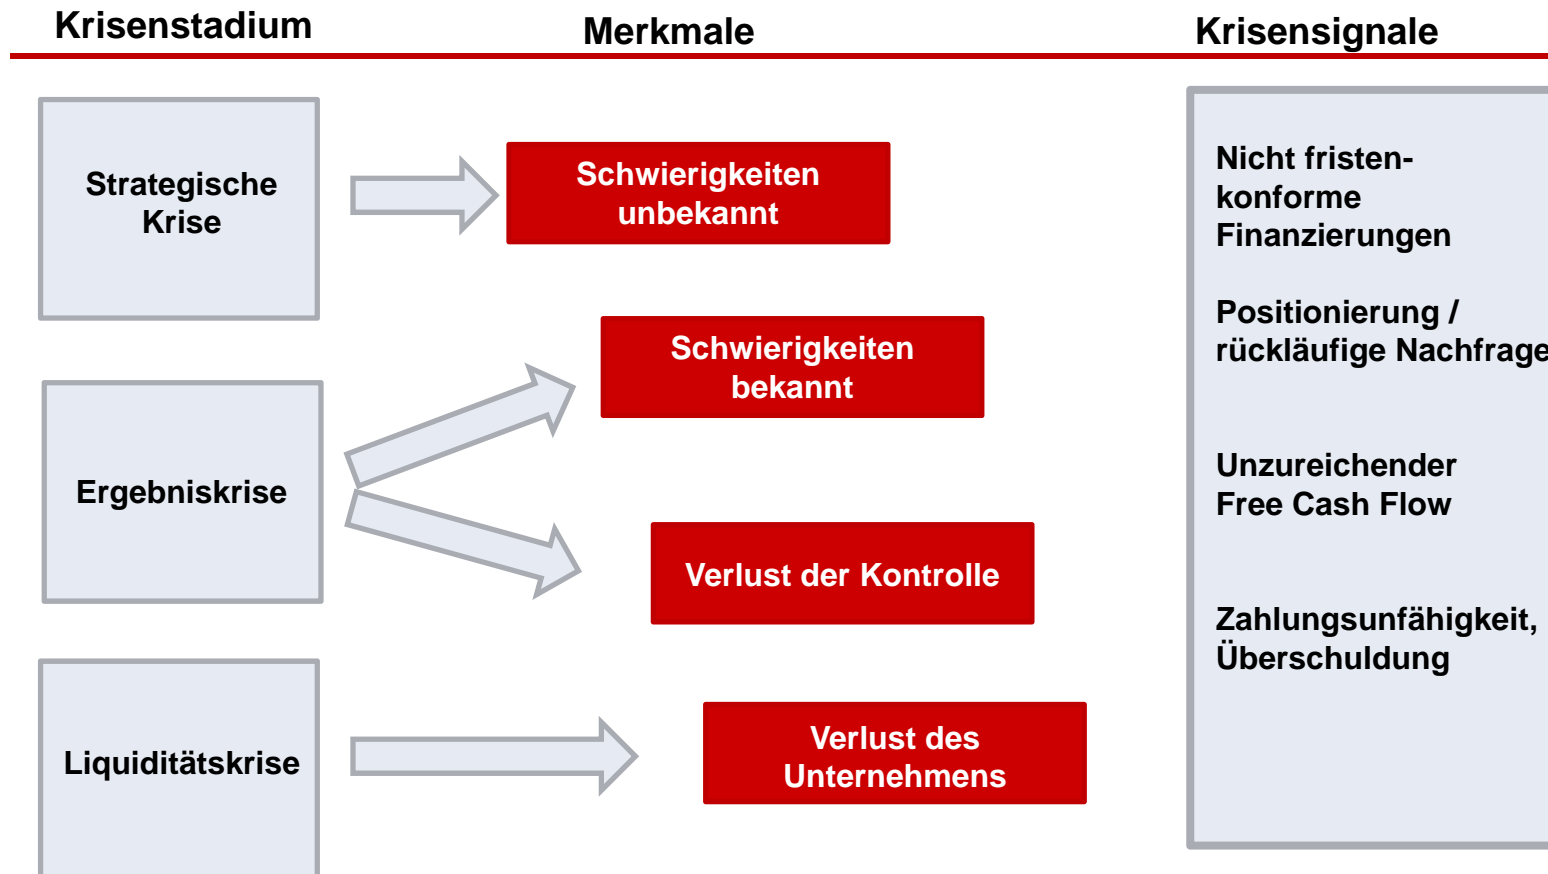 Krisenstadium
Merkmale
Krisensignale
Strategische
Krise
Schwierigkeiten
unbekannt
Schwierigkeiten
bekannt
Ergebniskrise
Verlust der Kontrolle
Liquiditätskrise
Verlust des
Unternehmens
Nicht fristen-
konforme
Finanzierungen
Positionierung /
rückläufige Nachfrage
Unzureichender
Free Cash Flow
Zahlungsunfähigkeit,
Überschuldung